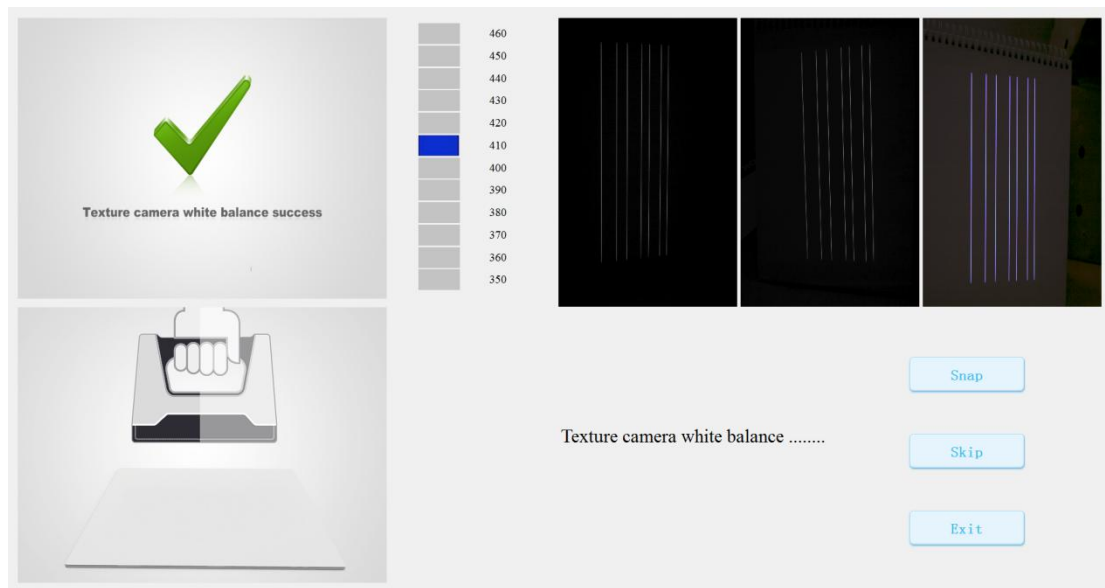 Texture camera white balance success
460
450
440
430
420
410
400
390
380
370
360
350
Texture camera white balance ........
Snap
Skip
Exit